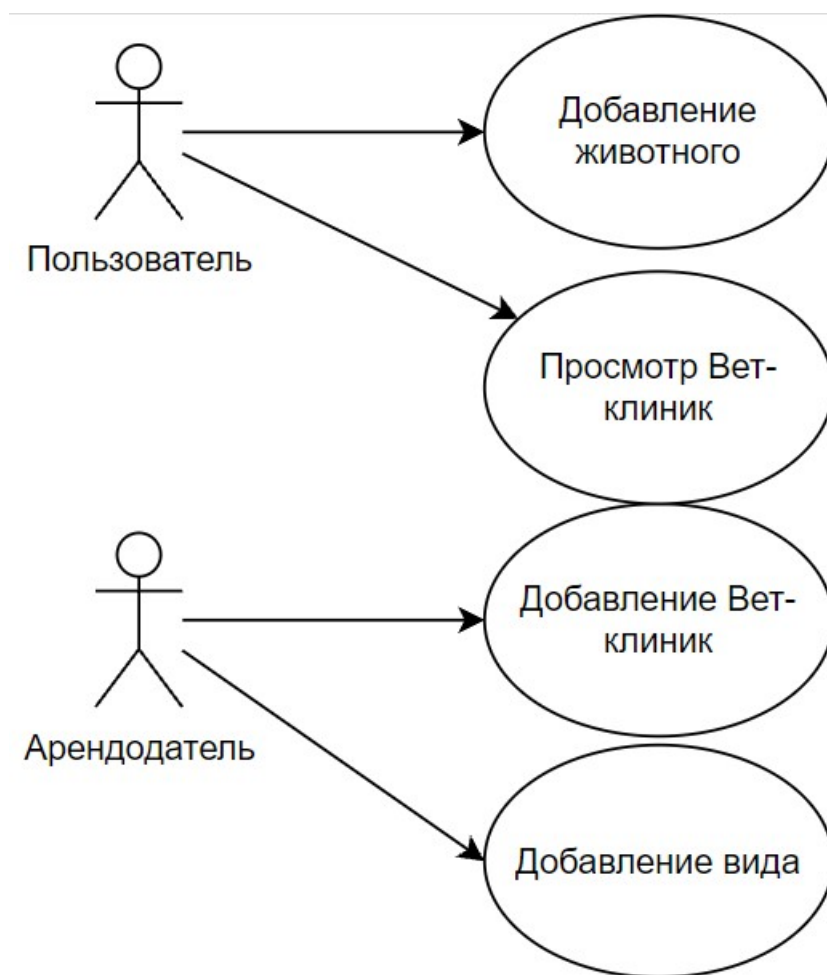 Добавление
животного
Пользователь
Просмотр Вет-
клиник
Добавление Вет-
клиник
Арендодатель
Добавление вида